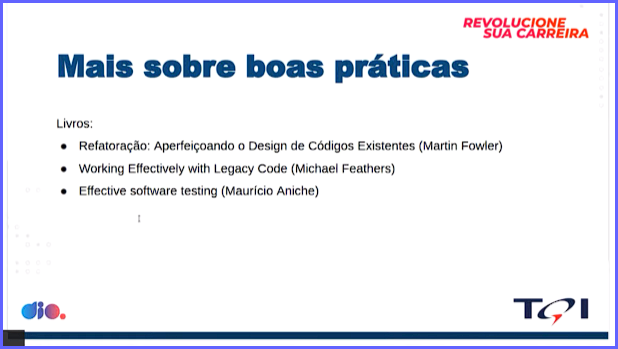 REVOLUCIONE
SUA CARREIRA
Mais sobre boas práticas
Livros:
● Refatoração: Aperfeiçoando o Design de Códigos Existentes (Martin Fowler)
● Working Effectively with Legacy Code (Michael Feathers)
● Effective software testing (Maurício Aniche)
dio.
TQI